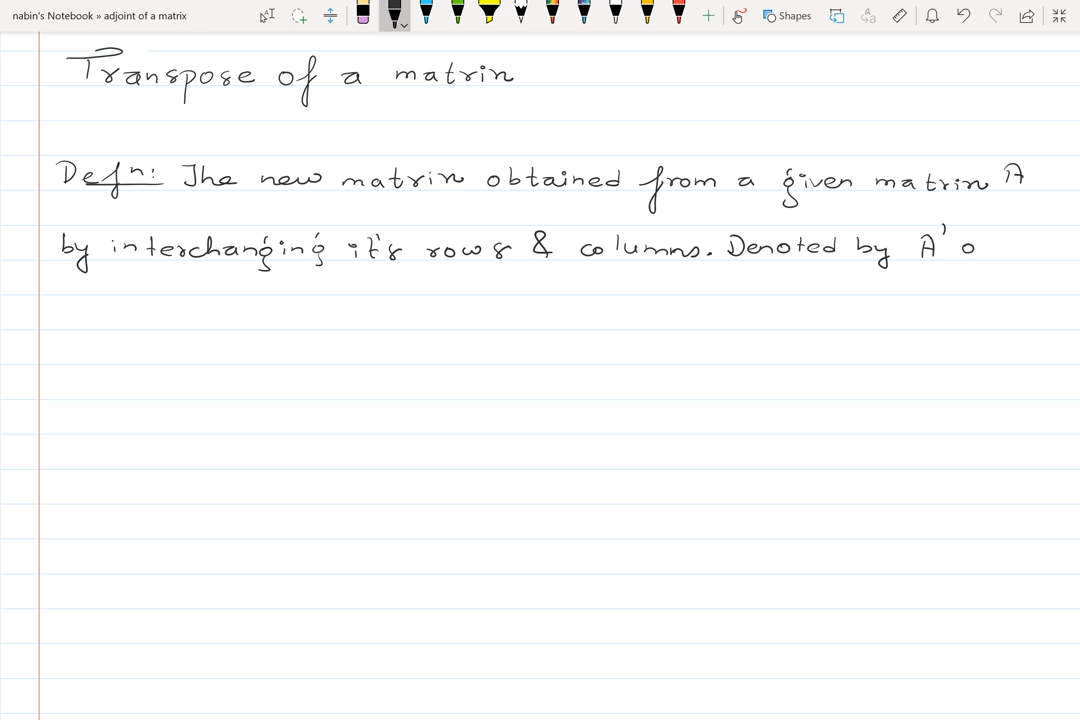 nabin's Notebook » adjoint of a matrix
Shapes
Transpose of a matrix
Defn: The new matrix obtained from a given matrix A
by interchanging it's rows & columns. Denoted by A' o